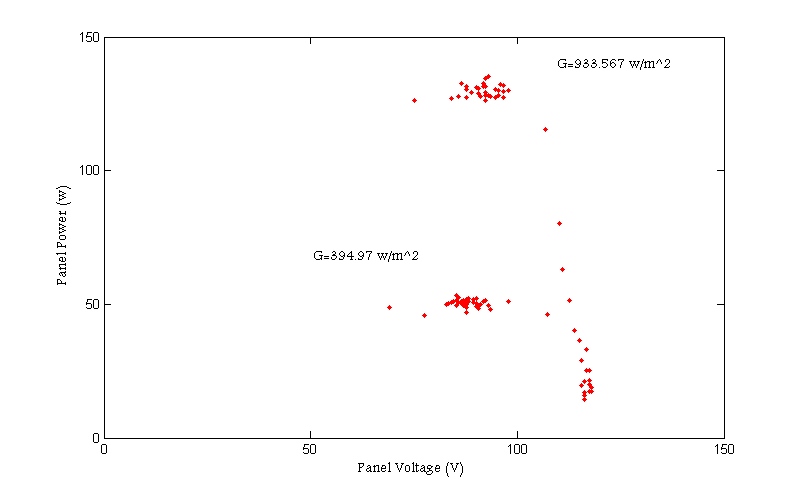 150
G=933.567 w/m^2
100
Panel Power (w)
G=394.97 w/m^2
50
0
0 50 100 150
Panel Voltage (V)